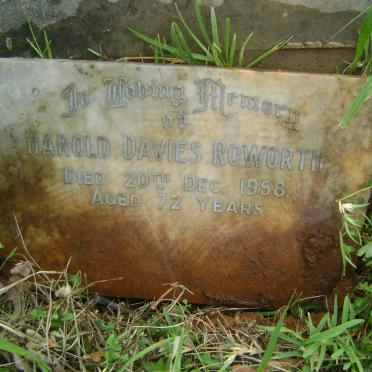 In Loving Memory
of
HAROLD DAVIES ROWORTH
DIED 20TH DEC. 1958,
AGED 72 YEARS.